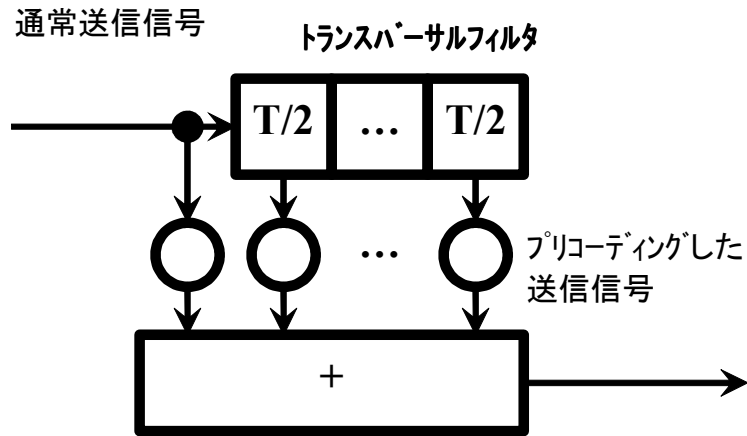 通常送信信号
トランスバーサルフィルタ
T/2 ... T/2
...
プリコーディングした
送信信号
+